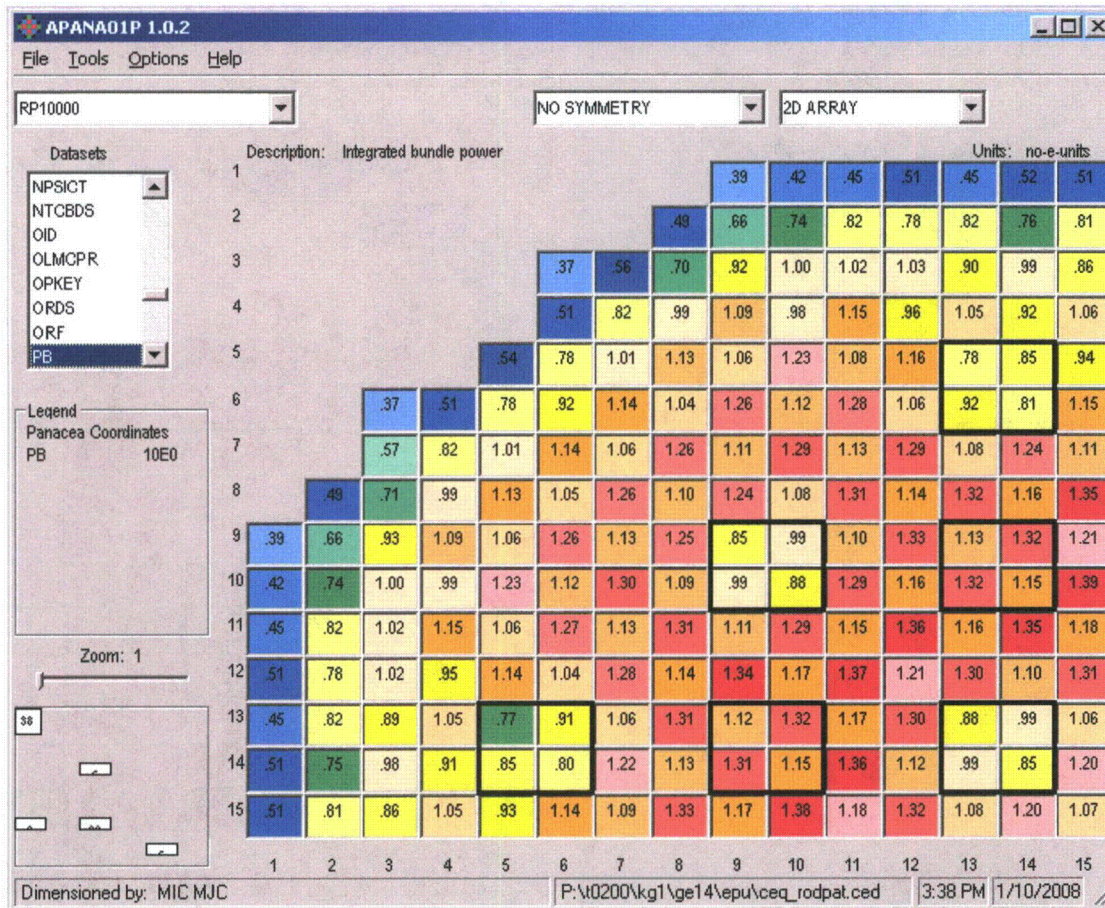 APANA01P 1.0.2
File Tools Options Help
RP10000 NO SYMMETRY 2D ARRAY
Datasets
NPSICT
NTCBDS
OID
OLMCPR
OPKEY
ORDS
ORF
PB
Legend
Panacea Coordinates
PB 10E0
Zoom: 1
38
Description: Integrated bundle power Units: no-e-units
1 .39 .42 .45 .51 .45 .52 .51
2 .49 .66 .74 .82 .78 .82 .76 .81
3 .37 .56 .70 .92 1.00 1.02 1.03 .90 .99 .86
4 .51 .82 .99 1.09 .98 1.15 .96 1.05 .92 1.06
5 .54 .78 1.01 1.13 1.06 1.23 1.08 1.16 .78 .85 .94
6 .37 .51 .78 .92 1.14 1.04 1.26 1.12 1.28 1.06 .92 .81 1.15
7 .57 .82 1.01 1.14 1.06 1.26 1.11 1.29 1.13 1.29 1.08 1.24 1.11
8 .49 .71 .99 1.13 1.05 1.26 1.10 1.24 1.08 1.31 1.14 1.32 1.16 1.35
9 .39 .66 .93 1.09 1.06 1.26 1.13 1.25 .85 .99 1.10 1.33 1.13 1.32 1.21
10 .42 .74 1.00 .99 1.23 1.12 1.30 1.09 .99 .88 1.29 1.16 1.32 1.15 1.39
11 .45 .82 1.02 1.15 1.06 1.27 1.13 1.31 1.11 1.29 1.15 1.36 1.16 1.35 1.18
12 .51 .78 1.02 .95 1.14 1.04 1.28 1.14 1.34 1.17 1.37 1.21 1.30 1.10 1.31
13 .45 .82 .89 1.05 .77 .91 1.06 1.31 1.12 1.32 1.17 1.30 .88 .99 1.06
14 .51 .75 .98 .91 .85 .80 1.22 1.13 1.31 1.15 1.36 1.12 .99 .85 1.20
15 .51 .81 .86 1.05 .93 1.14 1.09 1.33 1.17 1.38 1.18 1.32 1.08 1.20 1.07
1 2 3 4 5 6 7 8 9 10 11 12 13 14 15
Dimensioned by: MIC MJC P:\t0200\kg1\ge14\epu\ceq_rodpat.ced 3:38 PM 1/10/2008